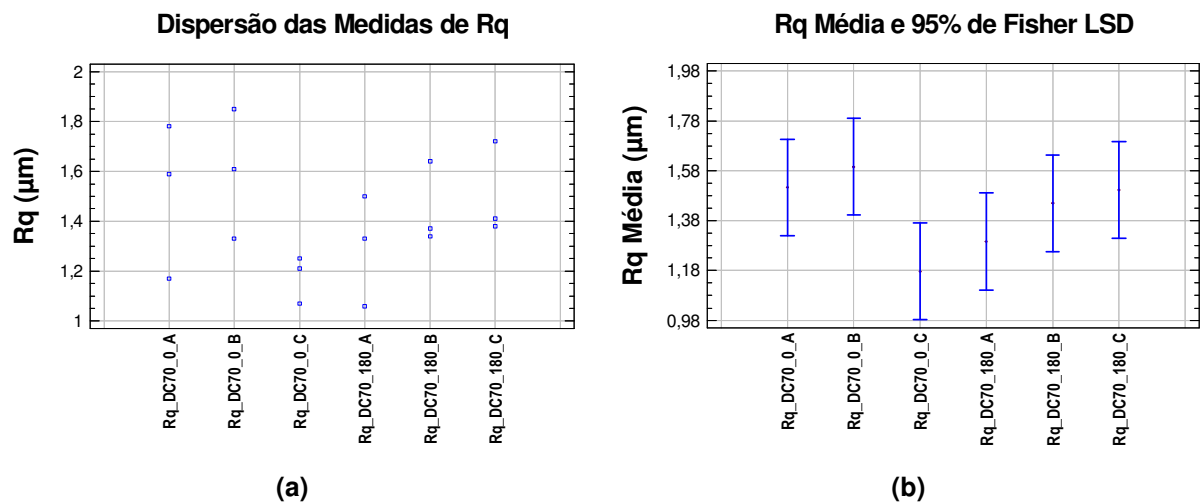 Dispersão das Medidas de Rq
Rq (µm)
2
1,8
1,6
1,4
1,2
1
Rq_DC70_0_A
Rq_DC70_0_B
Rq_DC70_0_C
Rq_DC70_180_A
Rq_DC70_180_B
Rq_DC70_180_C
(a)
Rq Média e 95% de Fisher LSD
Rq Média (µm)
1,98
1,78
1,58
1,38
1,18
0,98
Rq_DC70_0_A
Rq_DC70_0_B
Rq_DC70_0_C
Rq_DC70_180_A
Rq_DC70_180_B
Rq_DC70_180_C
(b)